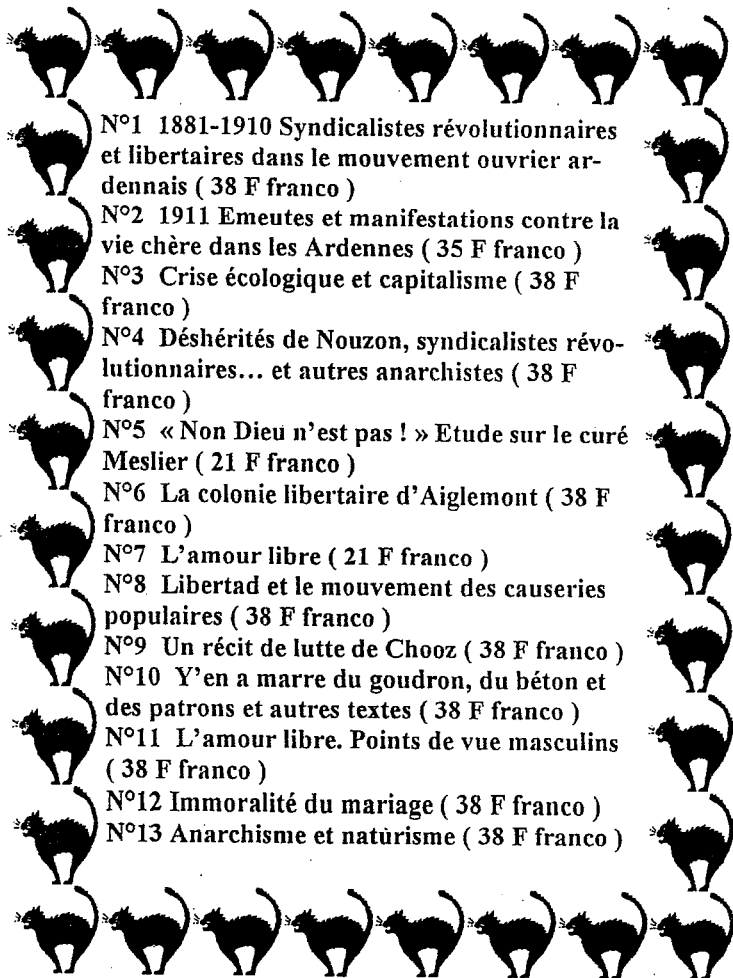 N°1 1881-1910 Syndicalistes révolutionnaires
et libertaires dans le mouvement ouvrier ar-
dennais ( 38 F franco )
N°2 1911 Emeutes et manifestations contre la
vie chère dans les Ardennes ( 35 F franco )
N°3 Crise écologique et capitalisme ( 38 F
franco )
N°4 Déshérités de Nouzon, syndicalistes révo-
lutionnaires... et autres anarchistes ( 38 F
franco )
N°5 « Non Dieu n'est pas ! » Etude sur le curé
Meslier ( 21 F franco )
N°6 La colonie libertaire d'Aiglemont ( 38 F
franco )
N°7 L'amour libre ( 21 F franco )
N°8 Libertad et le mouvement des causeries
populaires ( 38 F franco )
N°9 Un récit de lutte de Chooz ( 38 F franco )
N°10 Y'en a marre du goudron, du béton et
des patrons et autres textes ( 38 F franco )
N°11 L'amour libre. Points de vue masculins
( 38 F franco )
N°12 Immoralité du mariage ( 38 F franco )
N°13 Anarchisme et naturisme ( 38 F franco )